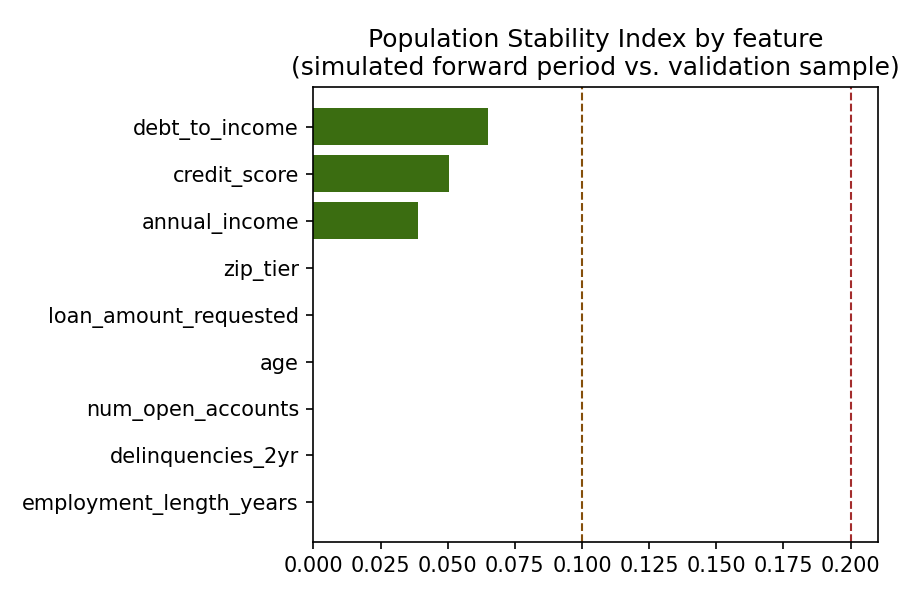 Population Stability Index by feature
(simulated forward period vs. validation sample)
debt_to_income
credit_score
annual_income
zip_tier
loan_amount_requested
age
num_open_accounts
delinquencies_2yr
employment_length_years
0.000 0.025 0.050 0.075 0.100 0.125 0.150 0.175 0.200